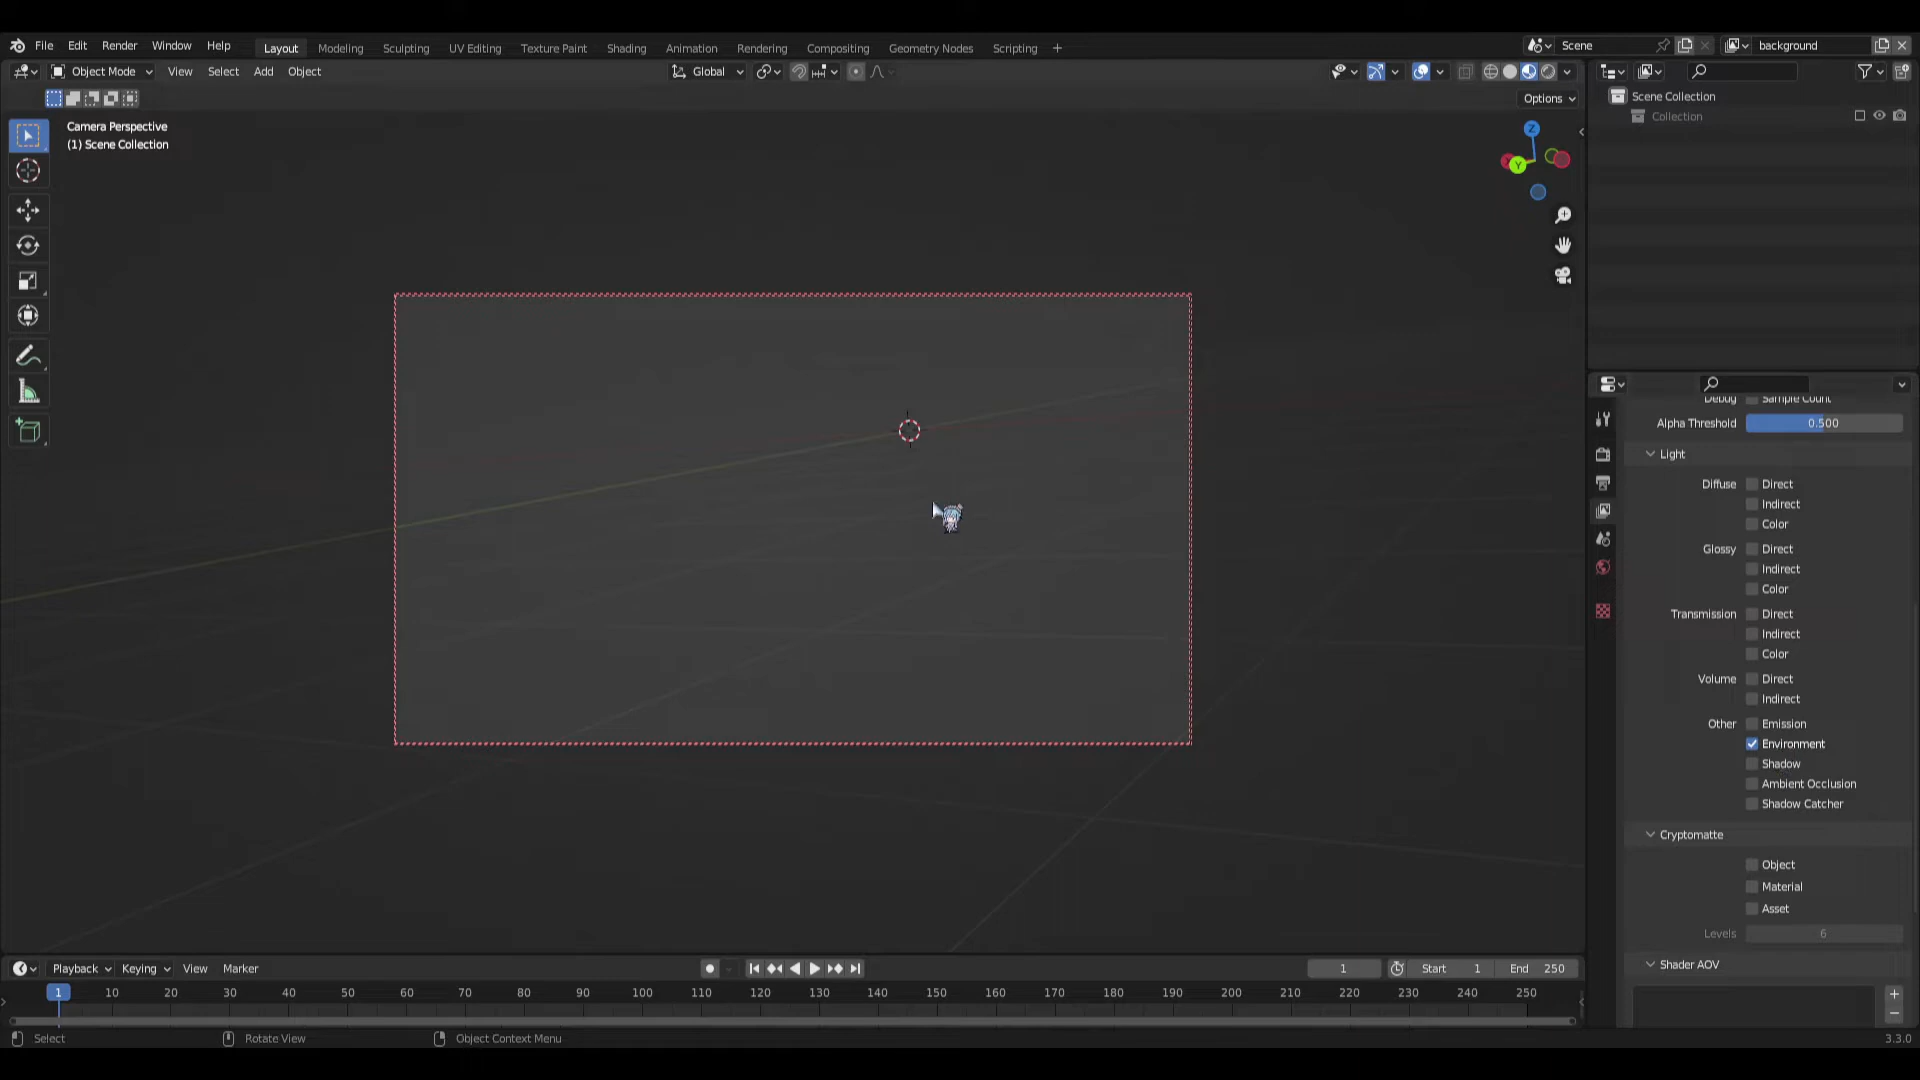 File Edit Render Window Help Layout Modeling Sculpting UV Editing Texture Paint Shading Animation Rendering Compositing Geometry Nodes Scripting + Scene background
Object Mode View Select Add Object Global
Options
Camera Perspective
(1) Scene Collection
Z
Y
Scene Collection
Collection
Debug Sample Count
Alpha Threshold 0.500
Light
Diffuse Direct
Indirect
Color
Glossy Direct
Indirect
Color
Transmission Direct
Indirect
Color
Volume Direct
Indirect
Other Emission
Environment
Shadow
Ambient Occlusion
Shadow Catcher
Cryptomatte
Object
Material
Asset
Levels 6
Shader AOV
Playback Keying View Marker 1 Start 1 End 250
1 10 20 30 40 50 60 70 80 90 100 110 120 130 140 150 160 170 180 190 200 210 220 230 240 250
Select Rotate View Object Context Menu 3.3.0